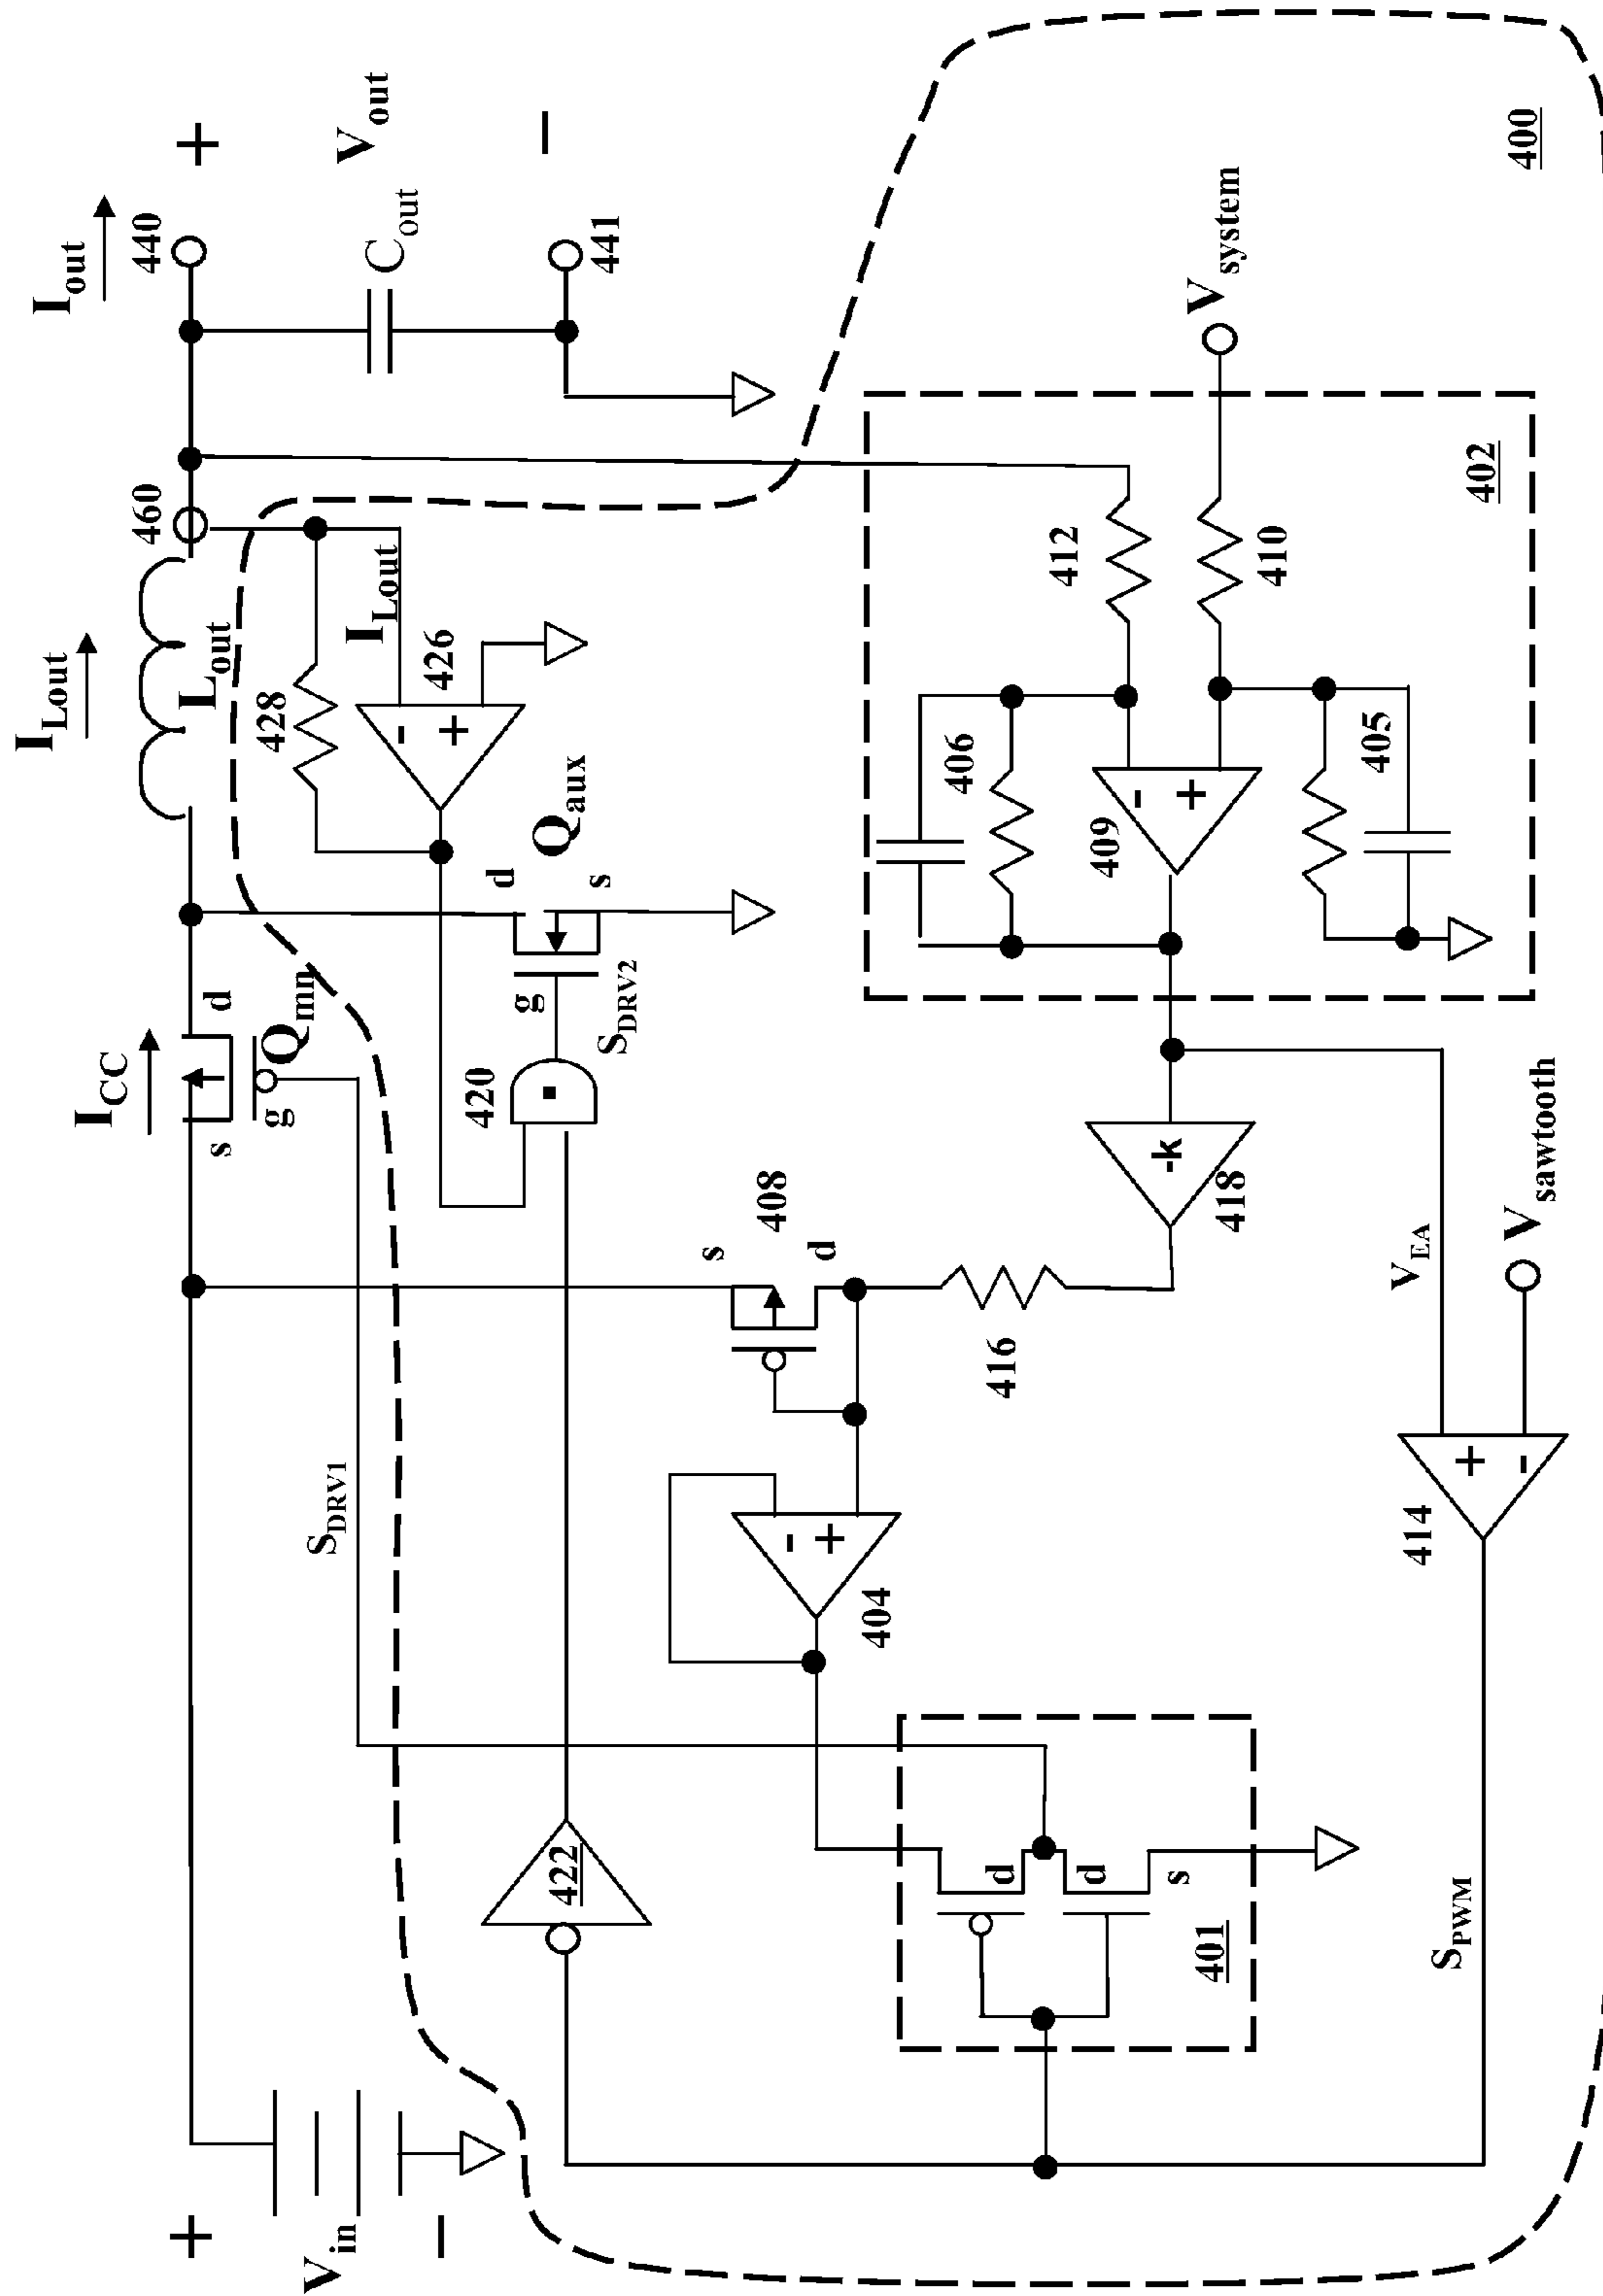 I_CC
I_Lout
I_out
+
s
d
460
440
+
V_in
g
Q_mn
L_out
C_out
V_out
−
S_DRV1
428
I_Lout
441
−
-
+
426
422
420
g
d
s
Q_aux
S_DRV2
s
408
d
-
+
404
416
406
412
V_system
d
d
s
401
-k
418
409
-
+
410
405
402
V_EA
+
-
414
V_sawtooth
S_PWM
400